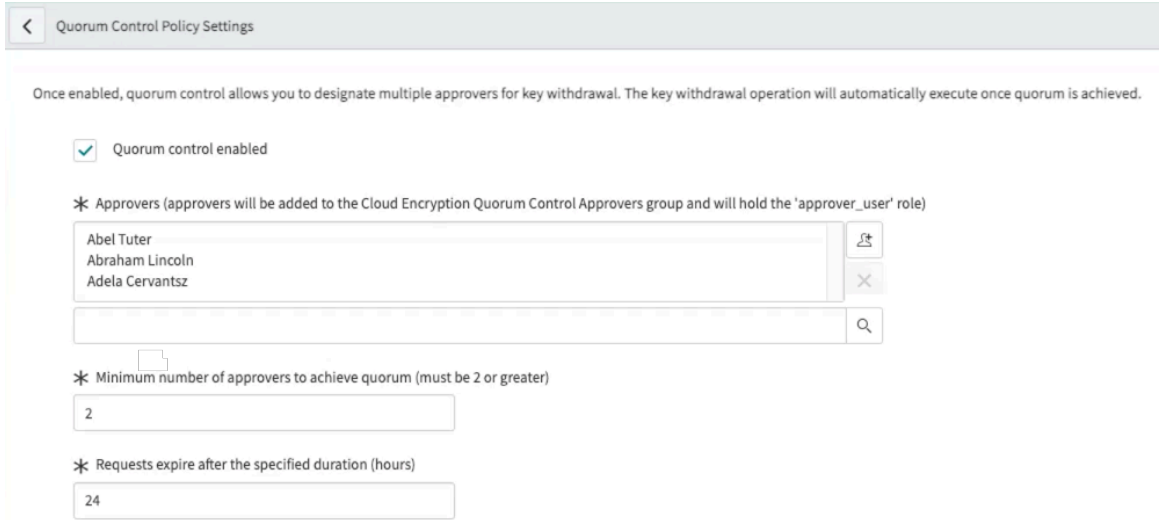 Quorum Control Policy Settings
Once enabled, quorum control allows you to designate multiple approvers for key withdrawal. The key withdrawal operation will automatically execute once quorum is achieved.
Quorum control enabled
* Approvers (approvers will be added to the Cloud Encryption Quorum Control Approvers group and will hold the 'approver_user' role)
Abel Tuter
Abraham Lincoln
Adela Cervantsz
* Minimum number of approvers to achieve quorum (must be 2 or greater)
2
* Requests expire after the specified duration (hours)
24